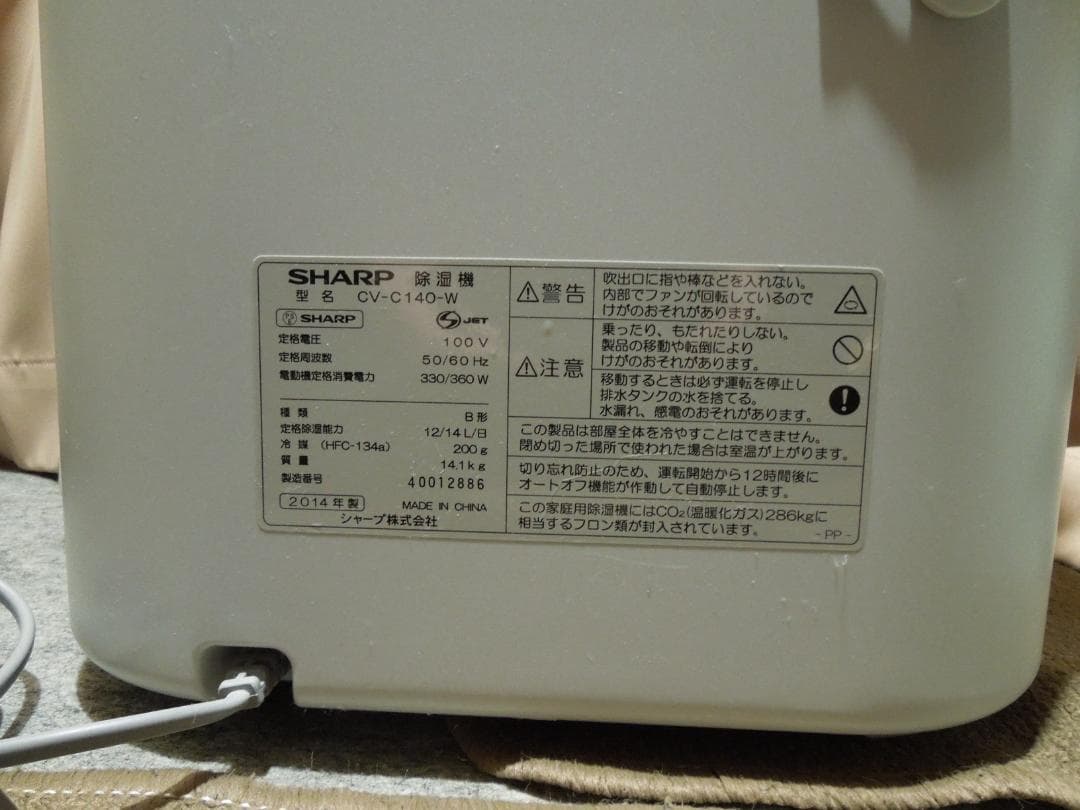 SHARP 除湿機
型名 CV-C140-W
SHARP JET
定格電圧 100V
定格周波数 50/60 Hz
電動機定格消費電力 330/360 W
種類 B形
定格除湿能力 12/14 L/日
冷媒 (HFC-134a) 200g
質量 14.1kg
製造番号 40012886
2014年製 MADE IN CHINA
シャープ株式会社
警告
吹出口に指や棒などを入れない。
内部でファンが回転しているので
けがのおそれがあります。
注意
乗ったり、もたれたりしない。
製品の移動や転倒により
けがのおそれがあります。
移動するときは必ず運転を停止し
排水タンクの水を捨てる。
水漏れ、感電のおそれがあります。
この製品は部屋全体を冷やすことはできません。
閉め切った場所で使われた場合は室温が上がります。
切り忘れ防止のため、運転開始から12時間後に
オートオフ機能が作動して自動停止します。
この家庭用除湿機にはCO₂(温暖化ガス)286kgに
相当するフロン類が封入されています。
-PP-